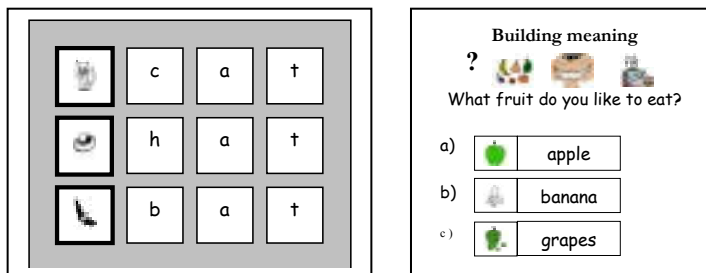 c a t
h a t
b a t
Building meaning
?
What fruit do you like to eat?
a) apple
b) banana
c) grapes